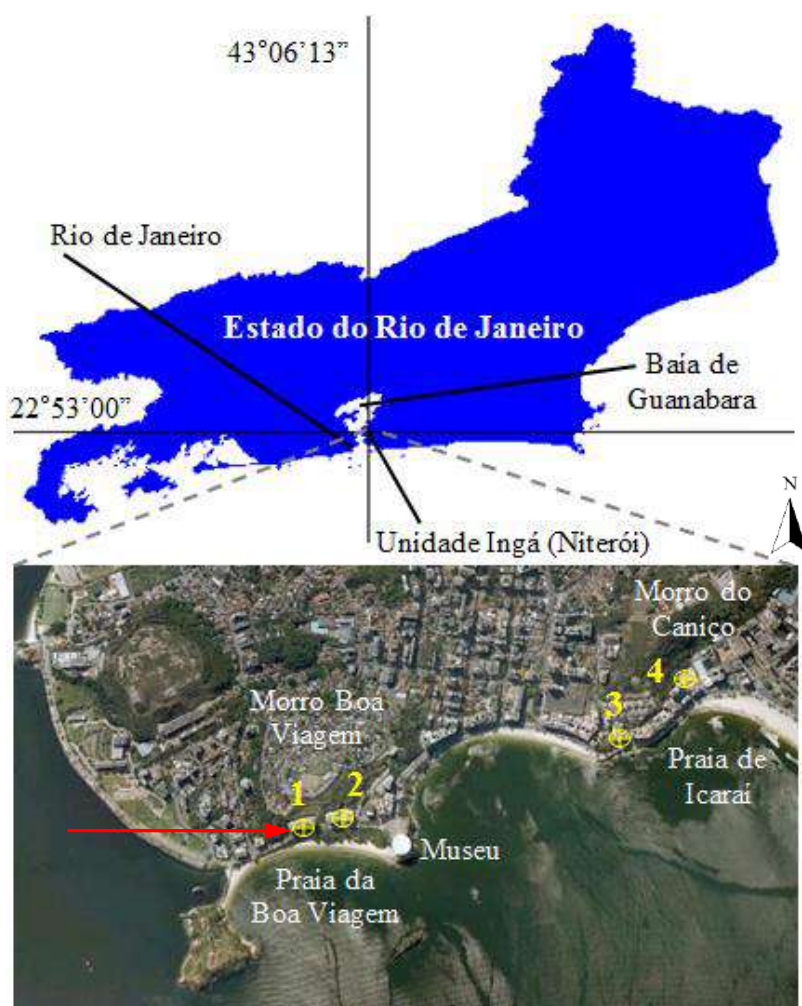 43°06’13”
Rio de Janeiro
Estado do Rio de Janeiro
Baía de
Guanabara
22°53’00”
N
Unidade Ingá (Niterói)
Morro do
Caniço
4
3
Morro Boa
Viagem
1
2
Praia de
Icaraí
Museu
Praia da
Boa Viagem